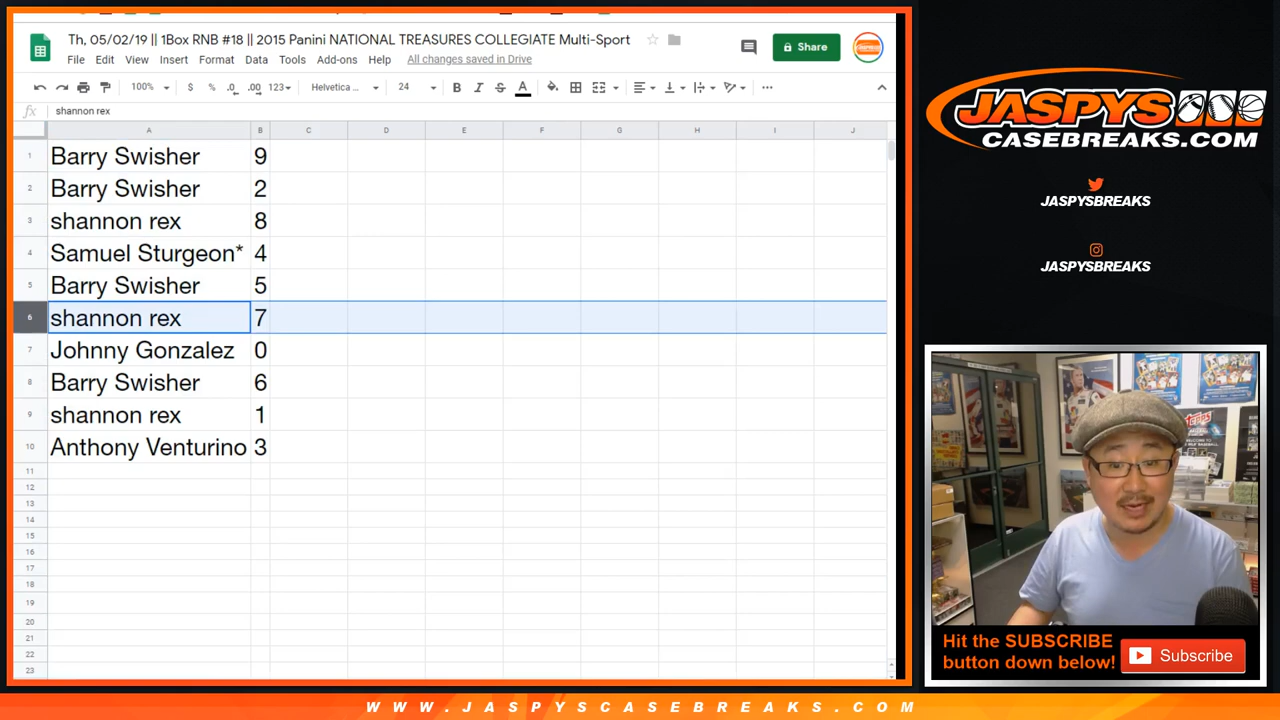 Th, 05/02/19 || 1Box RNB #18 || 2015 Panini NATIONAL TREASURES COLLEGIATE Multi-Sport
Share
File Edit View Insert Format Data Tools Add-ons Help All changes saved in Drive
100% $ % .0 .00 123 Helvetica ... 24 B I S A ...
fx shannon rex
A B C D E F G H I J
1 Barry Swisher 9
2 Barry Swisher 2
3 shannon rex 8
4 Samuel Sturgeon* 4
5 Barry Swisher 5
6 shannon rex 7
7 Johnny Gonzalez 0
8 Barry Swisher 6
9 shannon rex 1
10 Anthony Venturino 3
11
12
13
14
15
16
17
18
19
20
21
22
23
JASPYS
CASEBREAKS.COM
JASPYSBREAKS
JASPYSBREAKS
Hit the SUBSCRIBE
button down below!
Subscribe
WWW.JASPYSCASEBREAKS.COM